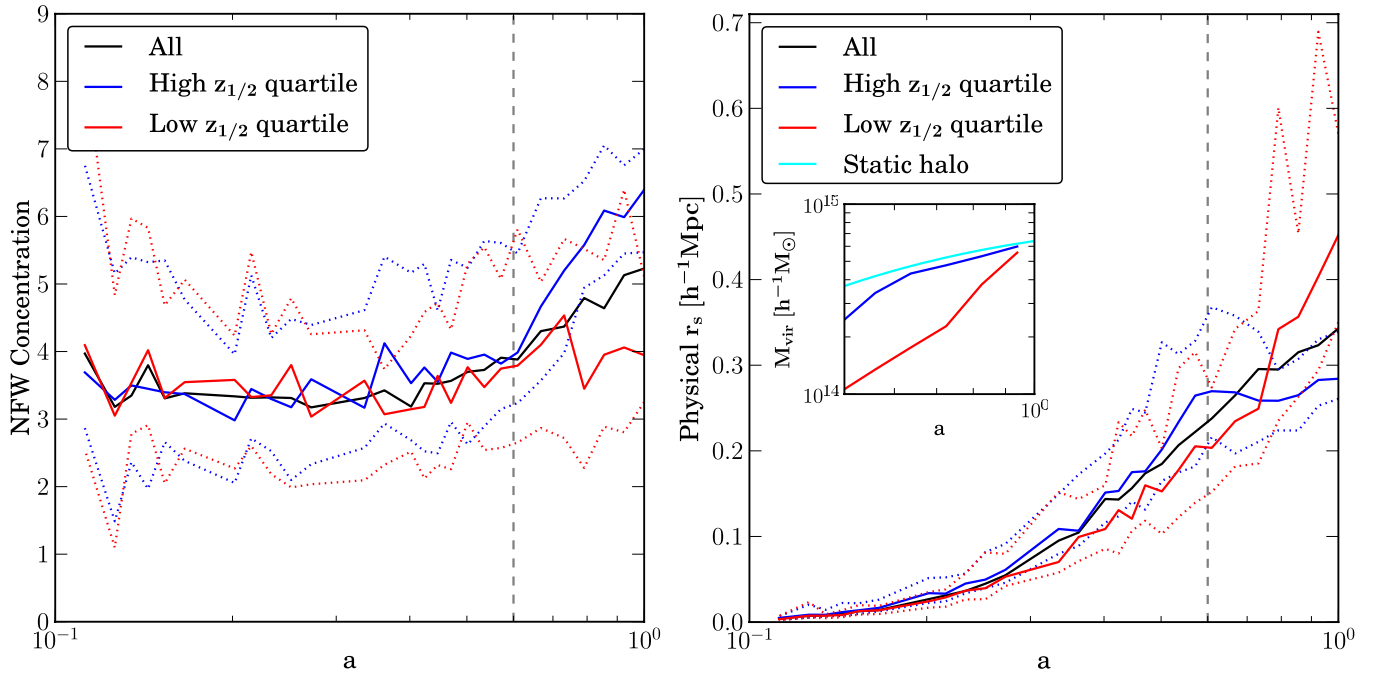 9
8
7
6
5
4
3
2
1
0
10⁻¹
10⁰
a
NFW Concentration
All
High z₁/₂ quartile
Low z₁/₂ quartile
0.7
0.6
0.5
0.4
0.3
0.2
0.1
0.0
10⁻¹
10⁰
a
Physical rₛ [h⁻¹Mpc]
All
High z₁/₂ quartile
Low z₁/₂ quartile
Static halo
10¹⁵
10¹⁴
10⁰
a
Mᵥᵢᵣ [h⁻¹M⊙]